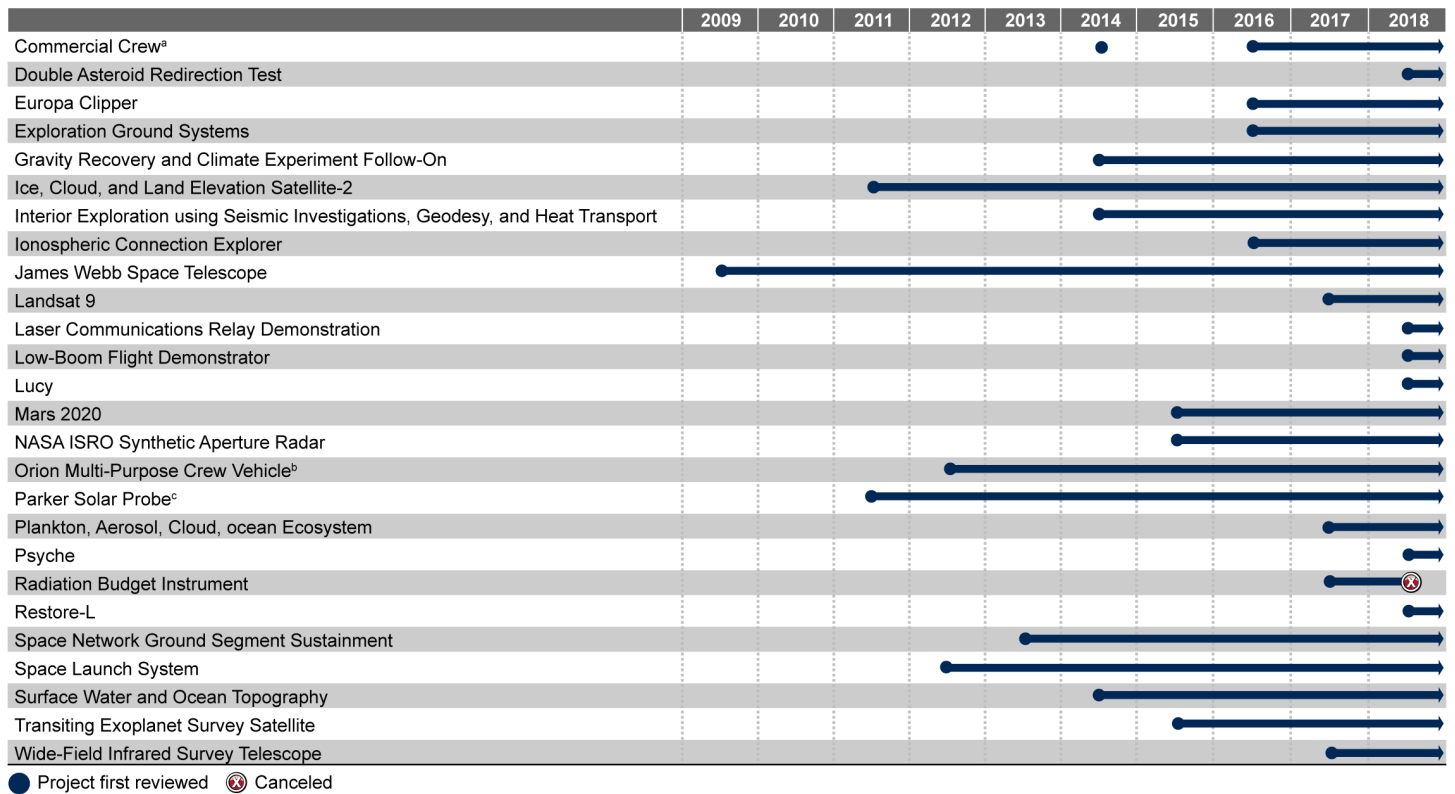 2009 2010 2011 2012 2013 2014 2015 2016 2017 2018
Commercial Crewᵃ
Double Asteroid Redirection Test
Europa Clipper
Exploration Ground Systems
Gravity Recovery and Climate Experiment Follow-On
Ice, Cloud, and Land Elevation Satellite-2
Interior Exploration using Seismic Investigations, Geodesy, and Heat Transport
Ionospheric Connection Explorer
James Webb Space Telescope
Landsat 9
Laser Communications Relay Demonstration
Low-Boom Flight Demonstrator
Lucy
Mars 2020
NASA ISRO Synthetic Aperture Radar
Orion Multi-Purpose Crew Vehicleᵇ
Parker Solar Probeᶜ
Plankton, Aerosol, Cloud, ocean Ecosystem
Psyche
Radiation Budget Instrument X
Restore-L
Space Network Ground Segment Sustainment
Space Launch System
Surface Water and Ocean Topography
Transiting Exoplanet Survey Satellite
Wide-Field Infrared Survey Telescope
Project first reviewed X Canceled